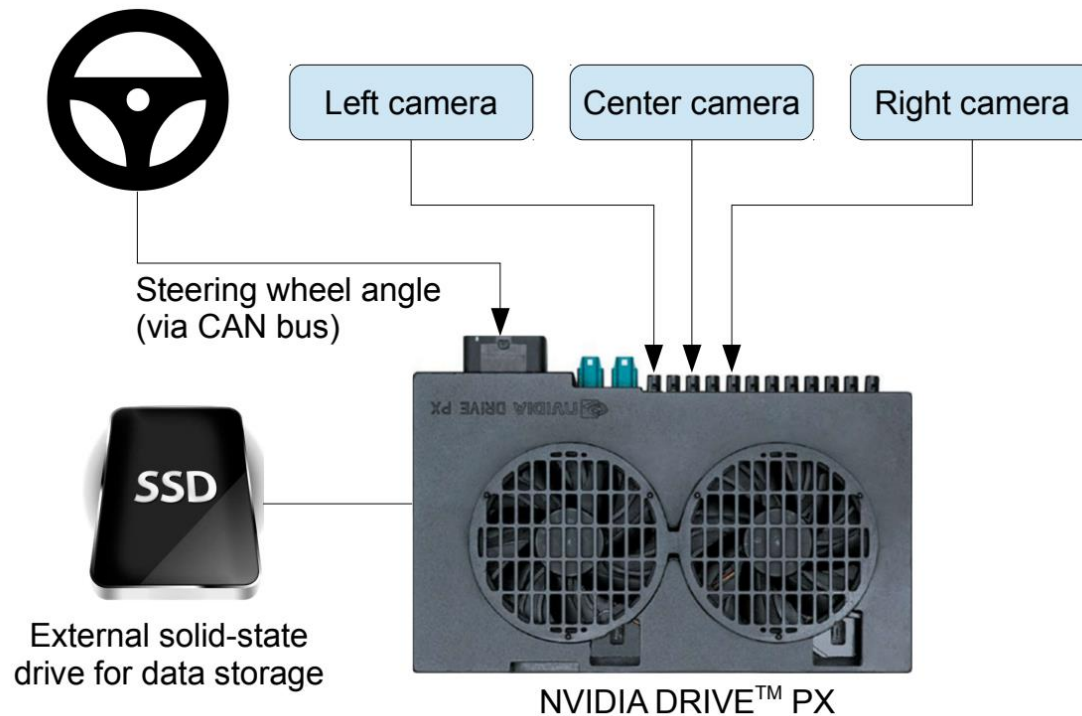 Left camera
Center camera
Right camera
Steering wheel angle
(via CAN bus)
NVIDIA DRIVE PX
SSD
External solid-state
drive for data storage
NVIDIA DRIVE™ PX